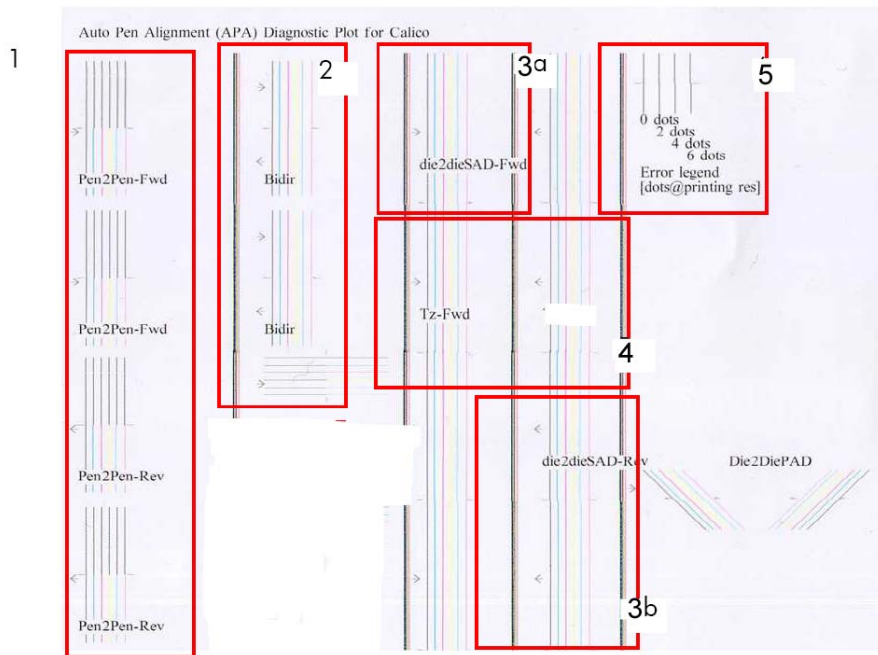 Auto Pen Alignment (APA) Diagnostic Plot for Calico
1
2
3a
5
0 dots
2 dots
4 dots
6 dots
Error legend
[dots@printing res]
Pen2Pen-Fwd
Bidir
die2dieSAD-Fwd
Pen2Pen-Fwd
Bidir
Tz-Fwd
4
Pen2Pen-Rev
die2dieSAD-Rev
Die2DiePAD
3b
Pen2Pen-Rev